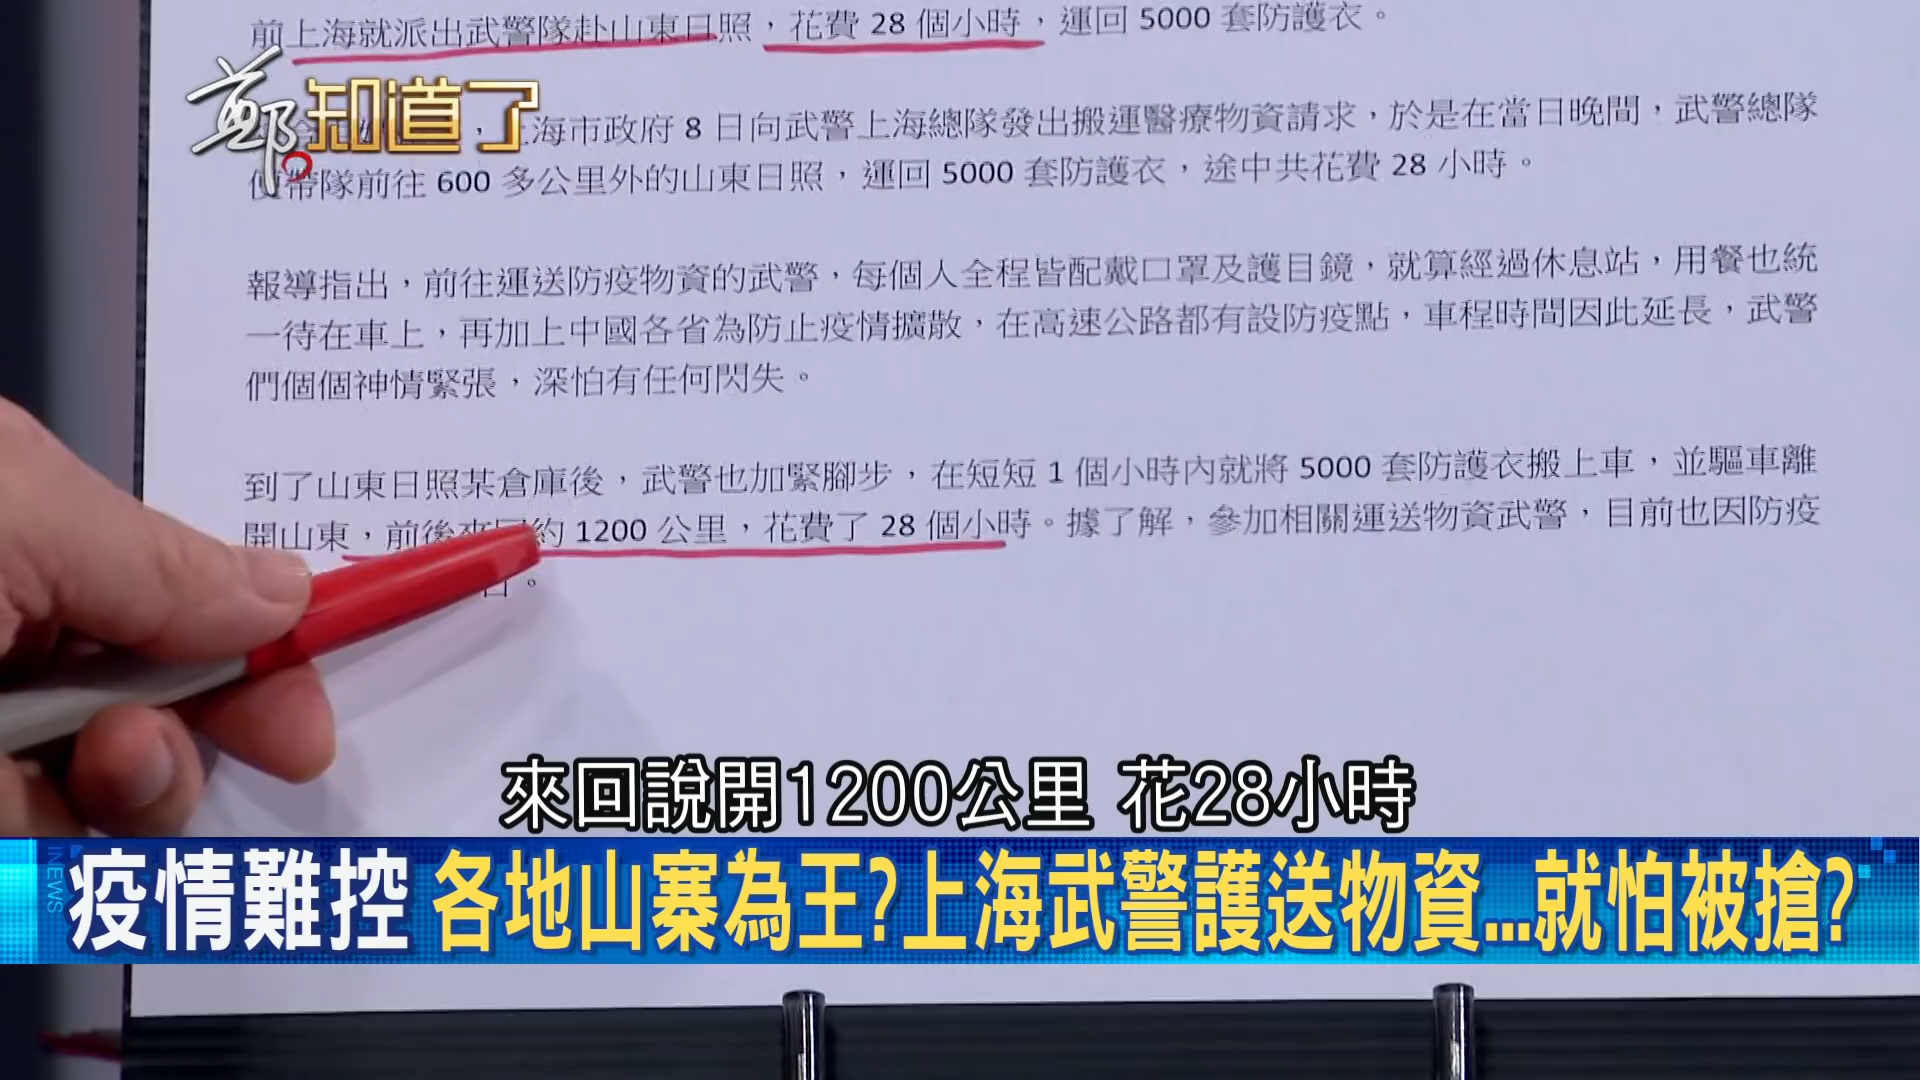 前上海就派出武警隊赴山東日照，花費 28 個小時，運回 5000 套防護衣。
鄭知道了
，上海市政府 8 日向武警上海總隊發出搬運醫療物資請求，於是在當日晚間，武警總隊
便帶隊前往 600 多公里外的山東日照，運回 5000 套防護衣，途中共花費 28 小時。
報導指出，前往運送防疫物資的武警，每個人全程皆配戴口罩及護目鏡，就算經過休息站，用餐也統
一待在車上，再加上中國各省為防止疫情擴散，在高速公路都有設防疫點，車程時間因此延長，武警
們個個神情緊張，深怕有任何閃失。
到了山東日照某倉庫後，武警也加緊腳步，在短短 1 個小時內就將 5000 套防護衣搬上車，並驅車離
開山東，前後來回約 1200 公里，花費了 28 個小時。據了解，參加相關運送物資武警，目前也因防疫
日。
來回說開1200公里 花28小時
INEWS
疫情難控 各地山寨為王?上海武警護送物資...就怕被搶?